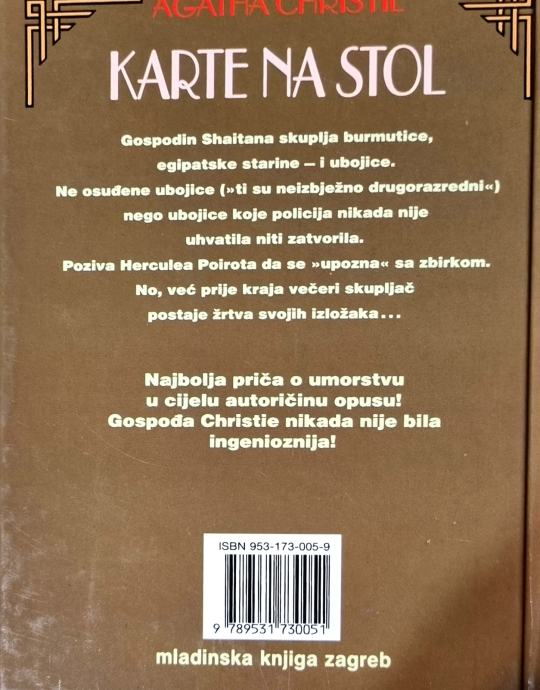 AGATHA CHRISTIE
KARTE NA STOL
Gospodin Shaitana skuplja burmutice,
egipatske starine – i ubojice.
Ne osuđene ubojice (»ti su neizbježno drugorazredni«)
nego ubojice koje policija nikada nije
uhvatila niti zatvorila.
Poziva Herculea Poirota da se »upozna« sa zbirkom.
No, već prije kraja večeri skupljač
postaje žrtva svojih izložaka...
Najbolja priča o umorstvu
u cijelu autoričinu opusu!
Gospođa Christie nikada nije bila
ingenioznija!
ISBN 953-173-005-9
9 789531 730051
mladinska knjiga zagreb